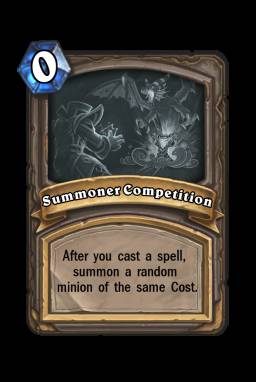 0
Summoner Competition
After you cast a spell,
summon a random
minion of the same Cost.